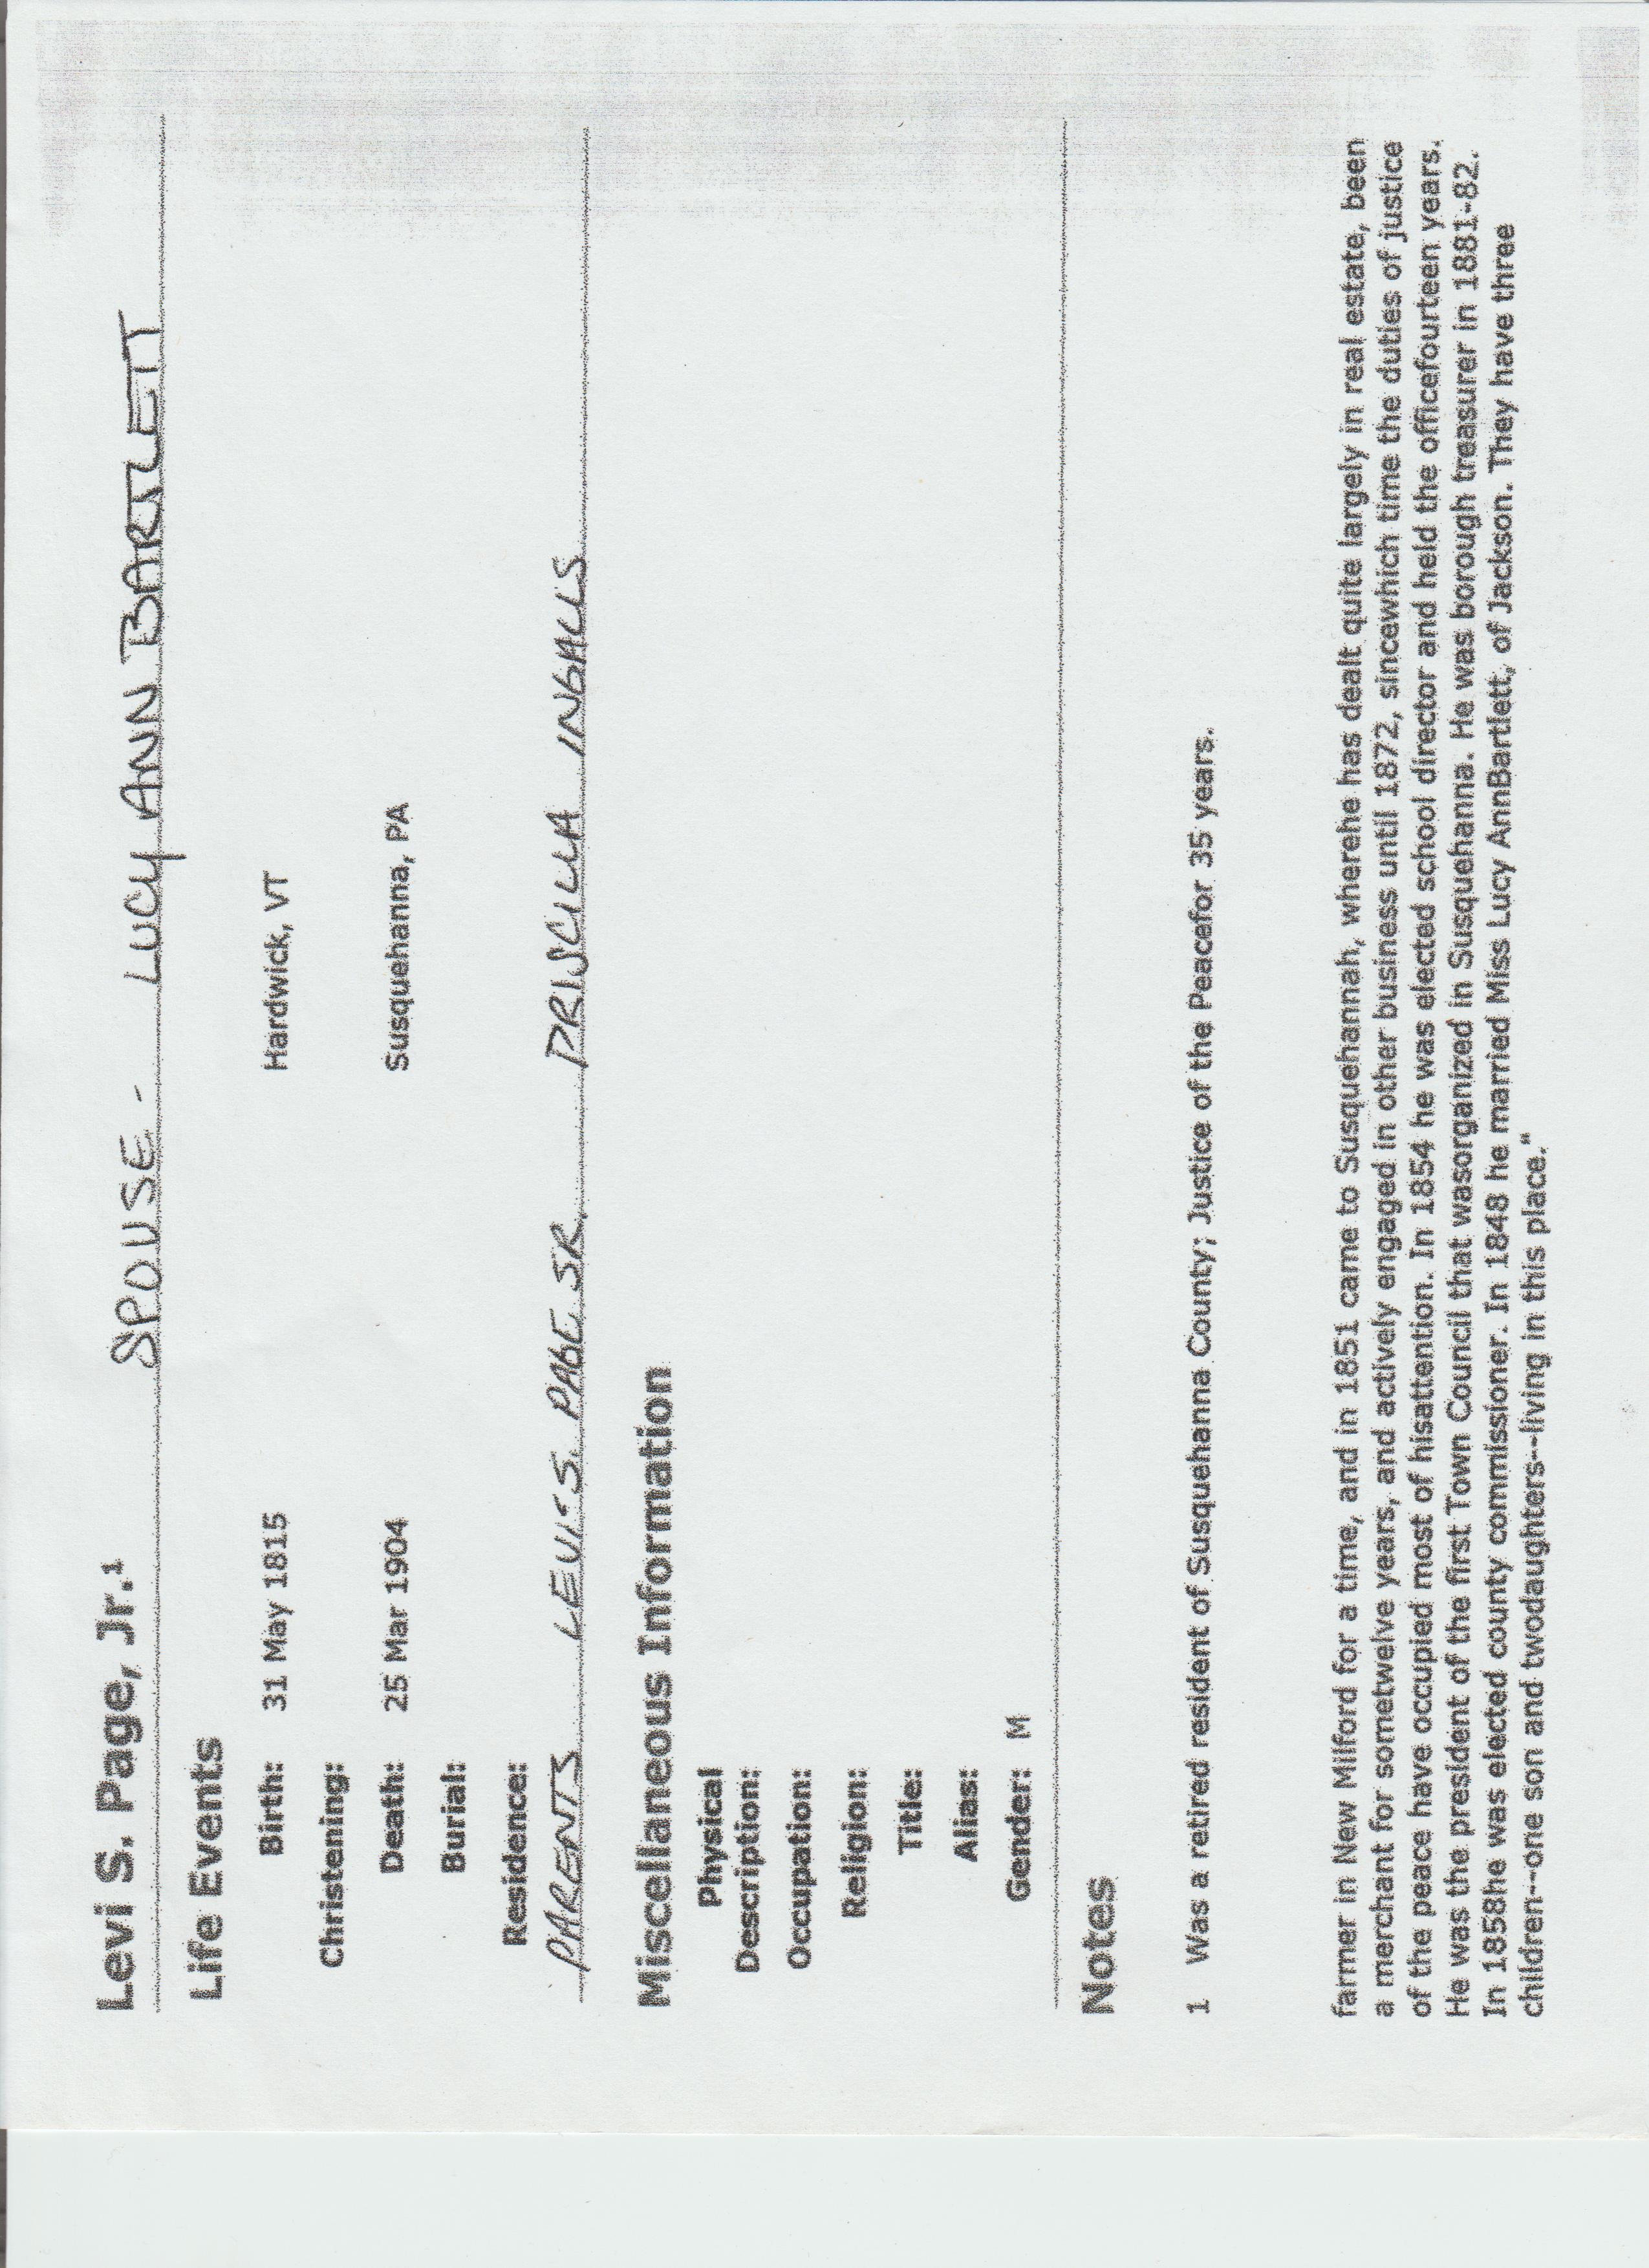 Levi S. Page, Jr.¹ SPOUSE - LUCY ANN BARTLETT
Life Events
Birth: 31 May 1815 Hardwick, VT
Christening:
Death: 25 Mar 1904 Susquehanna, PA
Burial:
Residence:
PARENTS LEVI S. PAGE SR. PRISCILLA INGALLS
Miscellaneous Information
Physical
Description:
Occupation:
Religion:
Title:
Alias:
Gender: M
Notes
1 Was a retired resident of Susquehanna County; Justice of the Peacefor 35 years.
farmer in New Milford for a time, and in 1851 came to Susquehannah, wherehe has dealt quite largely in real estate, been
a merchant for sometwelve years, and actively engaged in other business until 1872, sincewhich time the duties of justice
of the peace have occupied most of hisattention. In 1854 he was elected school director and held the officefourteen years.
He was the president of the first Town Council that wasorganized in Susquehanna. He was borough treasurer in 1881-82.
In 1858he was elected county commissioner. In 1848 he married Miss Lucy AnnBartlett, of Jackson. They have three
children--one son and twodaughters--living in this place."